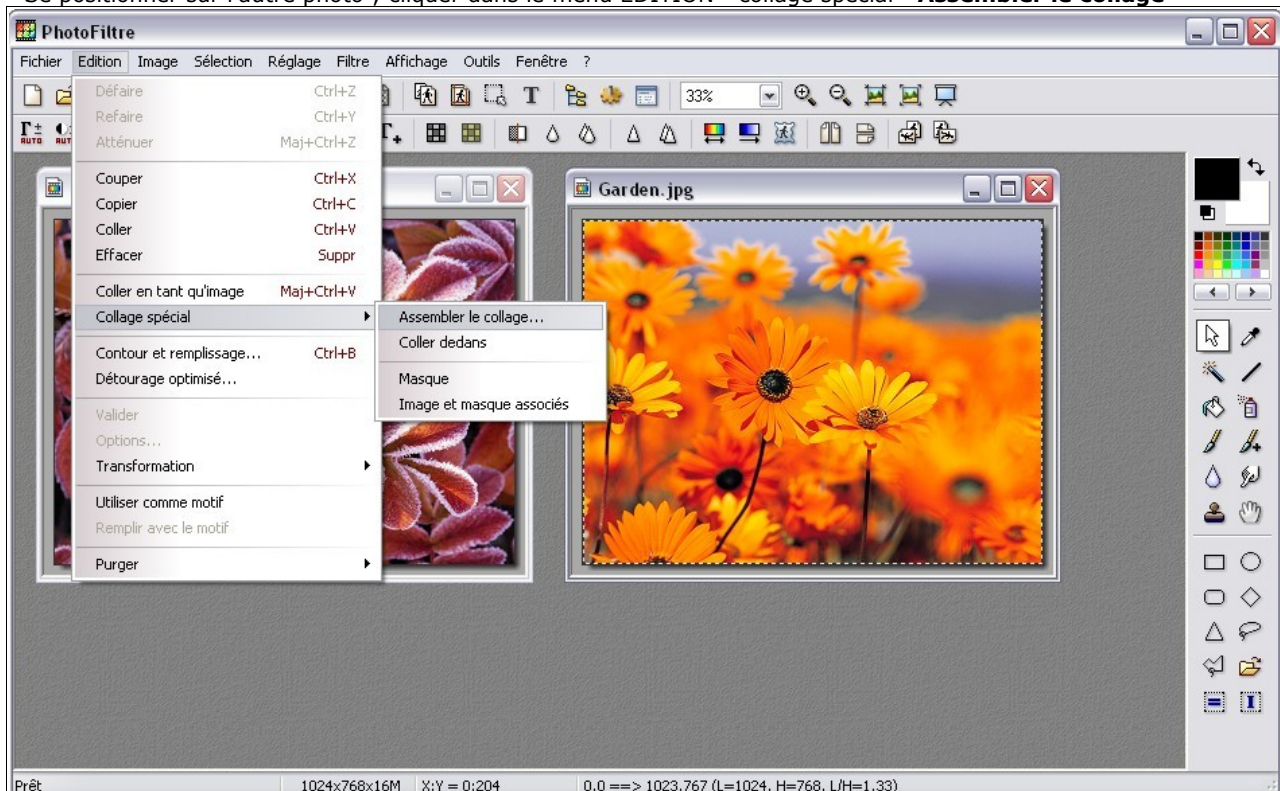 Se positionner sur l'autre photo , cliquer dans le menu EDITION - collage spécial - Assembler le collage
PhotoFiltre
Fichier Edition Image Sélection Réglage Filtre Affichage Outils Fenêtre ?
Défaire Ctrl+Z
33%
Refaire Ctrl+Y
Atténuer Maj+Ctrl+Z
AUTO
Couper Ctrl+X
Garden.jpg
Copier Ctrl+C
Coller Ctrl+V
Effacer Suppr
Coller en tant qu'image Maj+Ctrl+V
Collage spécial
Assembler le collage...
Coller dedans
Contour et remplissage... Ctrl+B
Détourage optimisé...
Masque
Image et masque associés
Valider
Options...
Transformation
Utiliser comme motif
Remplir avec le motif
Purger
Prêt 1024x768x16M X:Y = 0:204 0,0 ==> 1023,767 (L=1024, H=768, L/H=1,33)